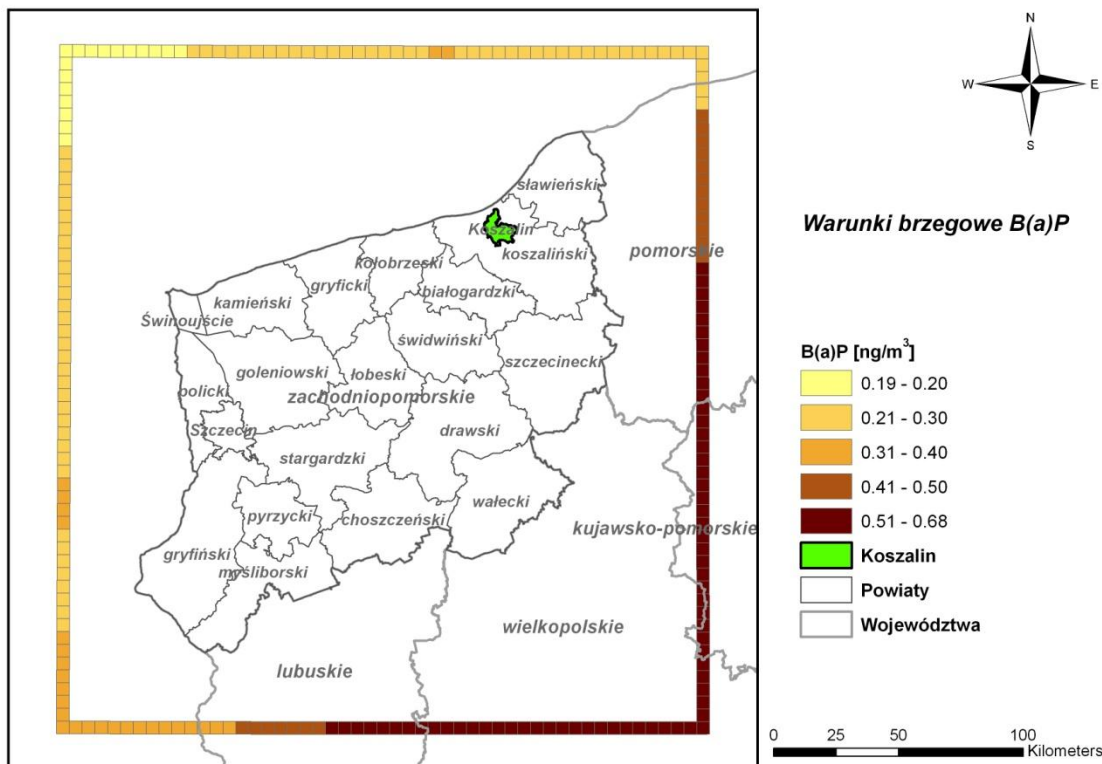 N
W E
S
Warunki brzegowe B(a)P
sławieński
Koszalin
koszaliński
pomorskie
kołobrzeski
gryficki
białogardzki
kamieński
Świnoujście
świdwiński
szczecinecki
goleniowski
łobeski
policki
zachodniopomorskie
Szczecin
drawski
stargardzki
wałecki
pyrzycki
choszczeński
kujawsko-pomorskie
gryfiński
myśliborski
wielkopolskie
lubuskie
B(a)P [ng/m³]
0.19 - 0.20
0.21 - 0.30
0.31 - 0.40
0.41 - 0.50
0.51 - 0.68
Koszalin
Powiaty
Województwa
0 25 50 100
Kilometers